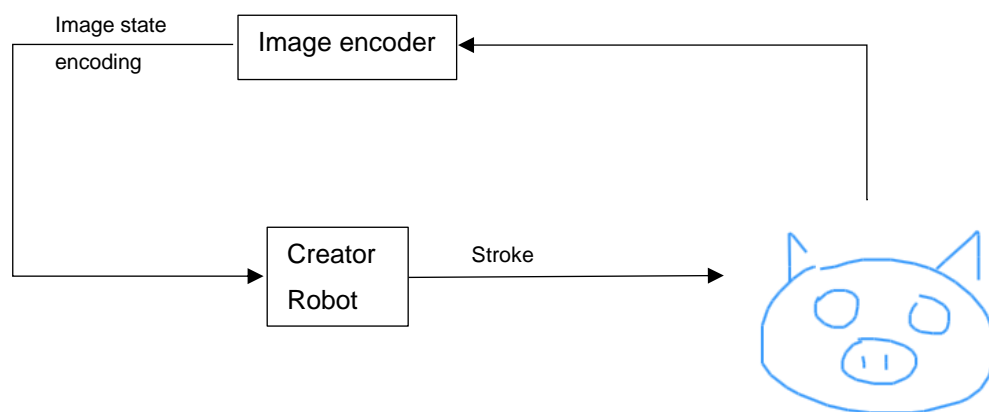 Image state
encoding
Image encoder
Creator
Robot
Stroke